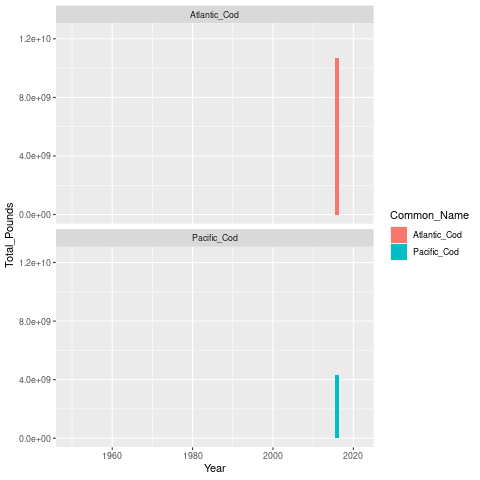 Atlantic_Cod
1.2e+10
8.0e+09
4.0e+09
0.0e+00
Pacific_Cod
1.2e+10
8.0e+09
4.0e+09
0.0e+00
Total_Pounds
1960 1980 2000 2020
Year
Common_Name
Atlantic_Cod
Pacific_Cod